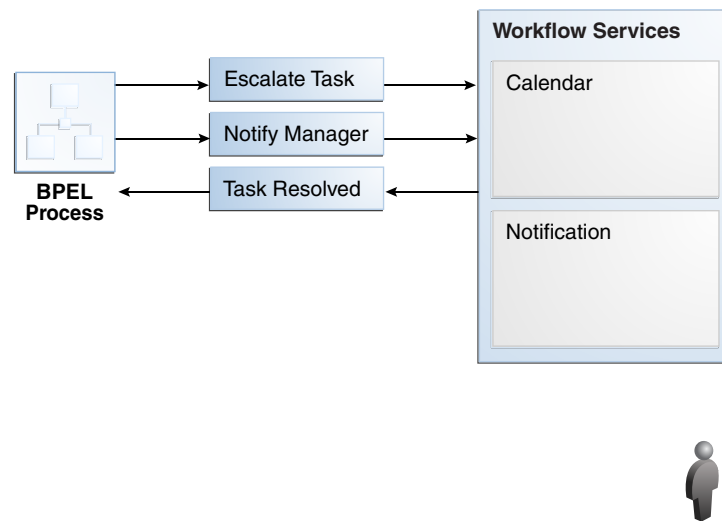 Workflow Services
Escalate Task
Calendar
Notify Manager
Task Resolved
BPEL
Process
Notification